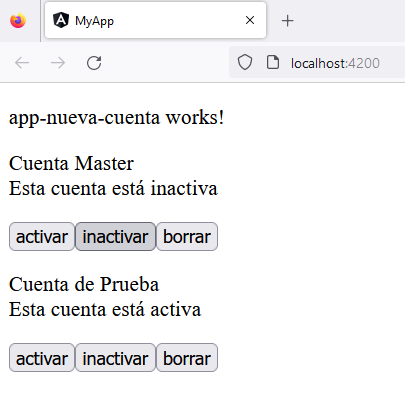 MyApp
localhost:4200
app-nueva-cuenta works!
Cuenta Master
Esta cuenta está inactiva
activar inactivar borrar
Cuenta de Prueba
Esta cuenta está activa
activar inactivar borrar